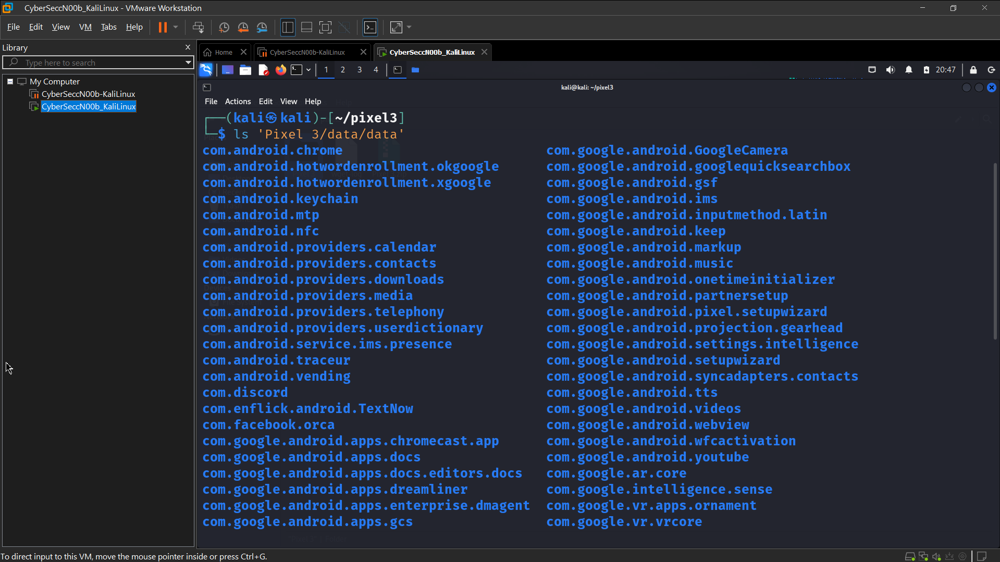 CyberSeccN00b_KaliLinux - VMware Workstation
File Edit View VM Tabs Help
Library
Type here to search
My Computer
CyberSeccN00b-KaliLinux
CyberSeccN00b_KaliLinux
Home CyberSeccN00b-KaliLinux CyberSeccN00b_KaliLinux
1 2 3 4 20:47
kali@kali: ~/pixel3
File Actions Edit View Help
(kali㉿kali)-[~/pixel3]
$ ls 'Pixel 3/data/data'
com.android.chrome com.google.android.GoogleCamera
com.android.hotwordenrollment.okgoogle com.google.android.googlequicksearchbox
com.android.hotwordenrollment.xgoogle com.google.android.gsf
com.android.keychain com.google.android.ims
com.android.mtp com.google.android.inputmethod.latin
com.android.nfc com.google.android.keep
com.android.providers.calendar com.google.android.markup
com.android.providers.contacts com.google.android.music
com.android.providers.downloads com.google.android.onetimeinitializer
com.android.providers.media com.google.android.partnersetup
com.android.providers.telephony com.google.android.pixel.setupwizard
com.android.providers.userdictionary com.google.android.projection.gearhead
com.android.service.ims.presence com.google.android.settings.intelligence
com.android.traceur com.google.android.setupwizard
com.android.vending com.google.android.syncadapters.contacts
com.discord com.google.android.tts
com.enflick.android.TextNow com.google.android.videos
com.facebook.orca com.google.android.webview
com.google.android.apps.chromecast.app com.google.android.wfcactivation
com.google.android.apps.docs com.google.android.youtube
com.google.android.apps.docs.editors.docs com.google.ar.core
com.google.android.apps.dreamliner com.google.intelligence.sense
com.google.android.apps.enterprise.dmagent com.google.vr.apps.ornament
com.google.android.apps.gcs com.google.vr.vrcore
To direct input to this VM, move the mouse pointer inside or press Ctrl+G.